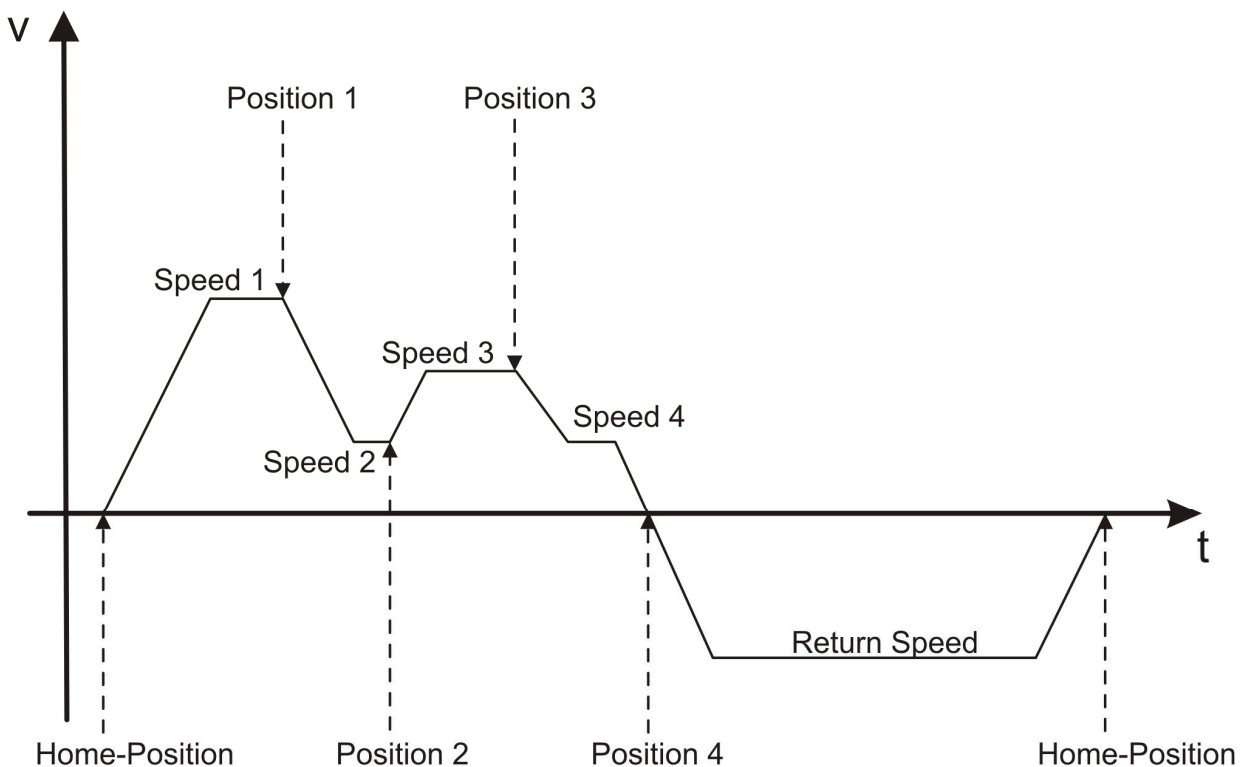 v
Position 1
Position 3
Speed 1
Speed 3
Speed 4
Speed 2
t
Return Speed
Home-Position
Position 2
Position 4
Home-Position